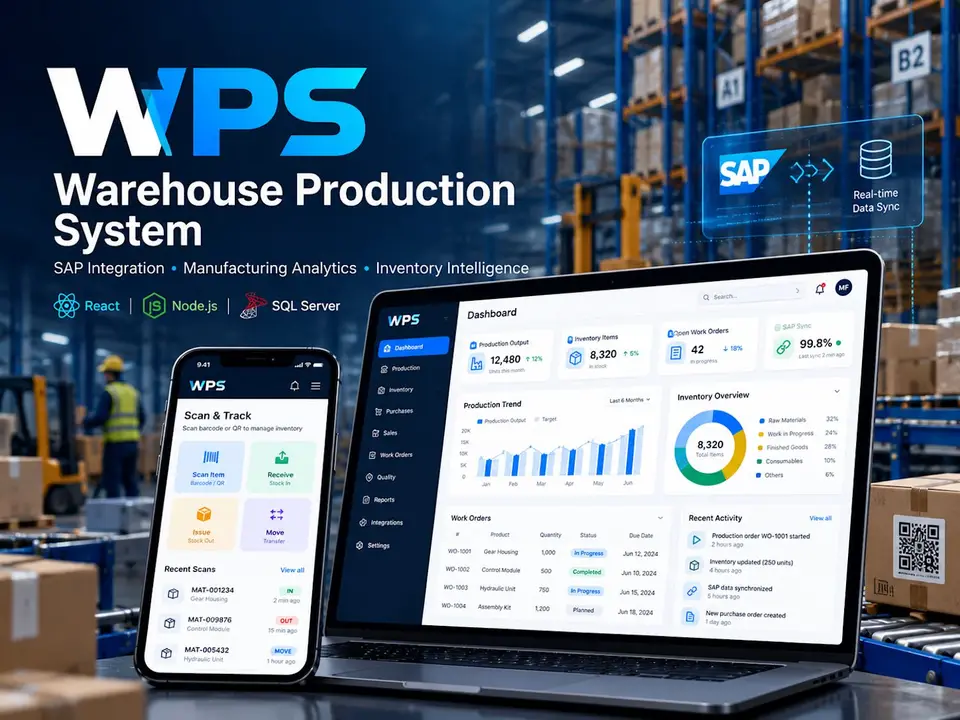 WPS
Warehouse Production
System
SAP Integration • Manufacturing Analytics • Inventory Intelligence
React | Node.js | SQL Server
A1
B2
SAP
Real-time
Data Sync
9:41
WPS
Scan & Track
Scan barcode or QR to manage inventory
Scan Item
Barcode / QR
Receive
Stock In
Issue
Stock Out
Move
Transfer
Recent Scans
View all
MAT-001234
Gear Housing
IN
2 min ago
MAT-009876
Control Module
OUT
15 min ago
MAT-005432
Hydraulic Unit
MOVE
1 hour ago
WPS
Dashboard
Production
Inventory
Purchases
Sales
Work Orders
Quality
Reports
Integrations
Settings
Dashboard
Search...
MF
Production Output
12,480 ↑ 12%
Units this month
Inventory Items
8,320 ↑ 5%
In stock
Open Work Orders
42 ↓ 18%
In progress
SAP Sync
99.8%
Last sync 2 min ago
Production Trend
Last 6 Months
Production Output
Target
20K
15K
10K
5K
0
Jan Feb Mar Apr May Jun
Inventory Overview
8,320
Total Items
Raw Materials 32%
Work in Progress 24%
Finished Goods 28%
Consumables 10%
Others 6%
Work Orders
# Product Quantity Status Due Date
WO-1001 Gear Housing 1,000 In Progress Jun 12, 2024
WO-1002 Control Module 500 Completed Jun 10, 2024
WO-1003 Hydraulic Unit 750 In Progress Jun 15, 2024
WO-1004 Assembly Kit 1,200 Planned Jun 18, 2024
Recent Activity
View all
Production order WO-1001 started
2 hours ago
Inventory updated (250 units)
4 hours ago
SAP data synchronized
5 hours ago
New purchase order created
1 day ago